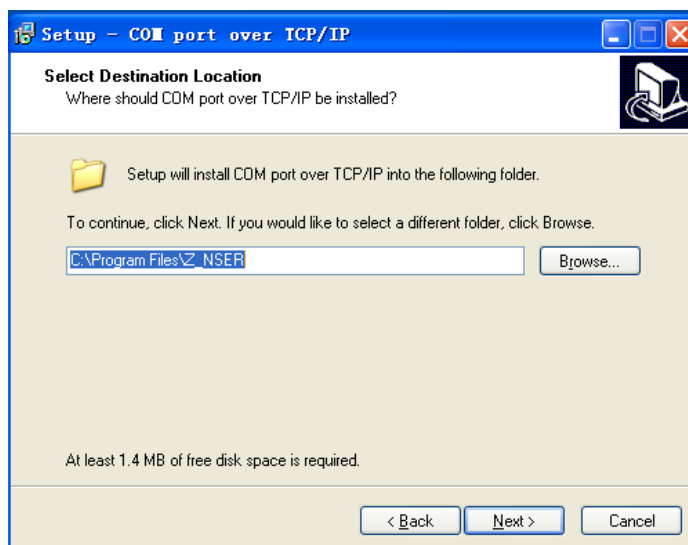 Setup - COM port over TCP/IP
Select Destination Location
Where should COM port over TCP/IP be installed?
Setup will install COM port over TCP/IP into the following folder.
To continue, click Next. If you would like to select a different folder, click Browse.
C:\Program Files\Z_NSER
Browse...
At least 1.4 MB of free disk space is required.
< Back
Next >
Cancel